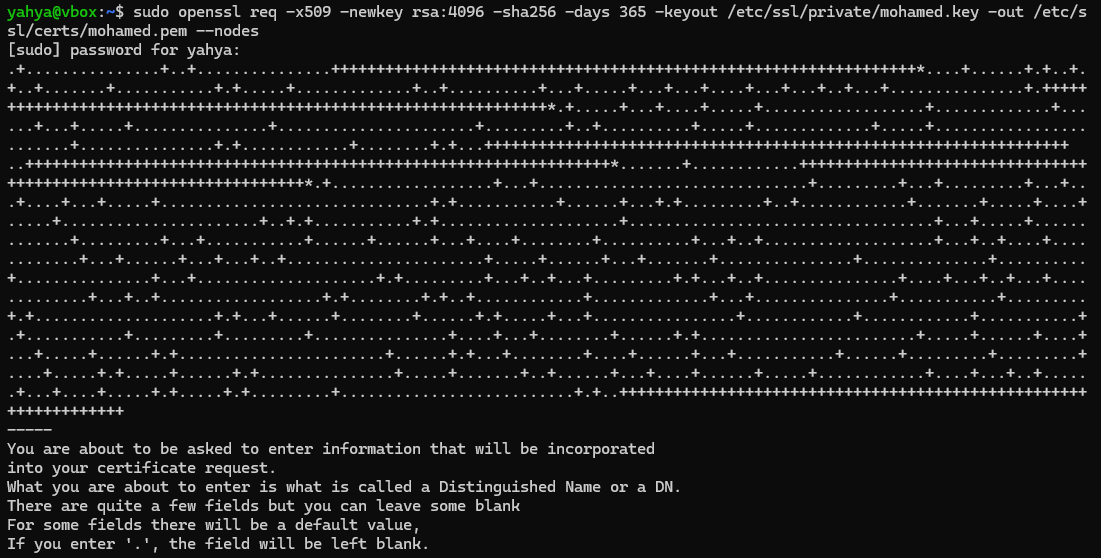 yahya@vbox:~$ sudo openssl req -x509 -newkey rsa:4096 -sha256 -days 365 -keyout /etc/ssl/private/mohamed.key -out /etc/s
sl/certs/mohamed.pem --nodes
[sudo] password for yahya:
-----
You are about to be asked to enter information that will be incorporated
into your certificate request.
What you are about to enter is what is called a Distinguished Name or a DN.
There are quite a few fields but you can leave some blank
For some fields there will be a default value,
If you enter '.', the field will be left blank.